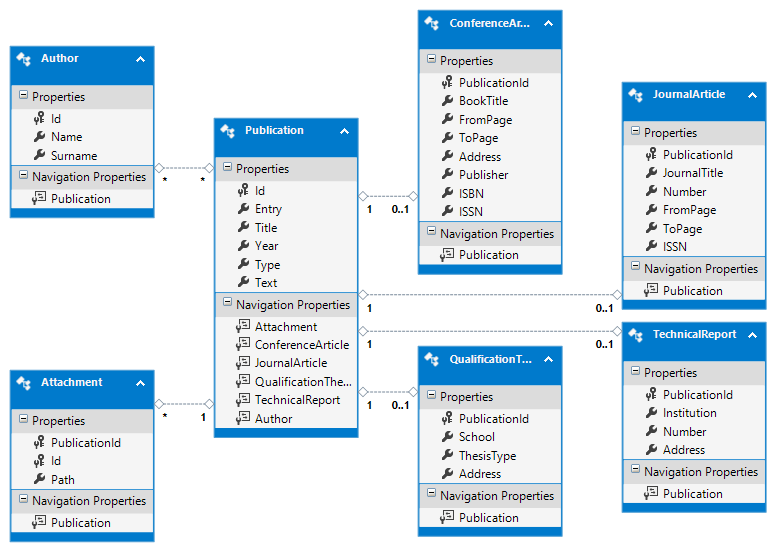 Author
Properties
Id
Name
Surname
Navigation Properties
Publication
* *
Publication
Properties
Id
Entry
Title
Year
Type
Text
Navigation Properties
Attachment
ConferenceArticle
JournalArticle
QualificationThe...
TechnicalReport
Author
ConferenceAr...
Properties
PublicationId
BookTitle
FromPage
ToPage
Address
Publisher
ISBN
ISSN
Navigation Properties
Publication
1 0..1
JournalArticle
Properties
PublicationId
JournalTitle
Number
FromPage
ToPage
ISSN
Navigation Properties
Publication
1 0..1
1 0..1
TechnicalReport
Properties
PublicationId
Institution
Number
Address
Navigation Properties
Publication
Attachment
Properties
PublicationId
Id
Path
Navigation Properties
Publication
* 1
QualificationT...
Properties
PublicationId
School
ThesisType
Address
Navigation Properties
Publication
1 0..1